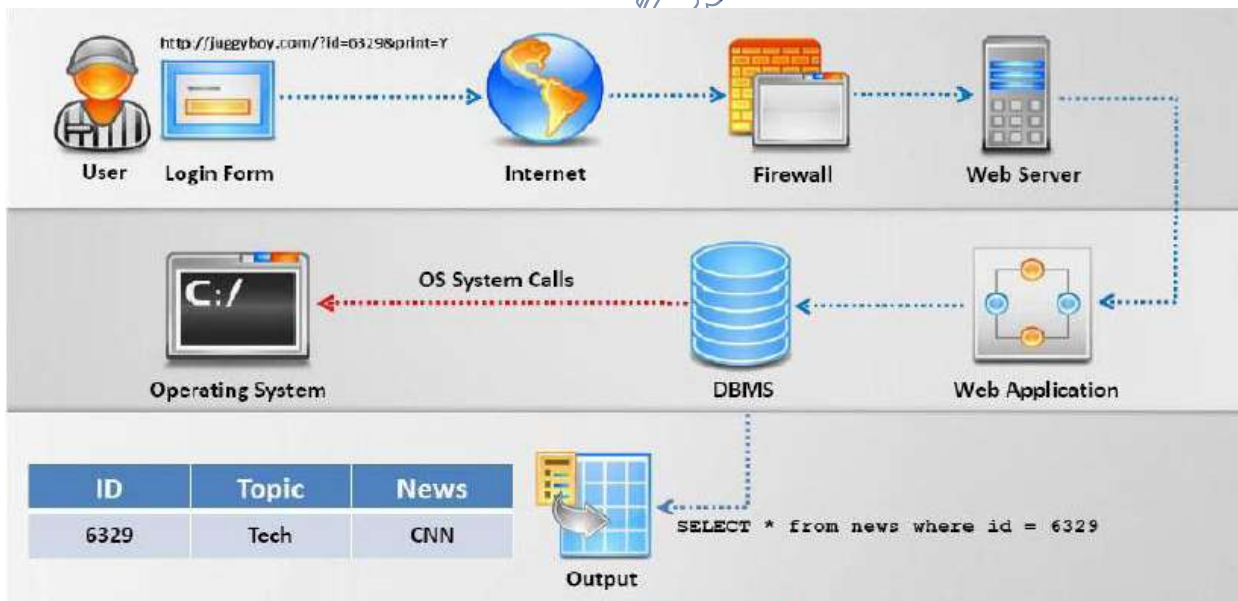 http://juggyboy.com/?id=6329&print=Y
User
Login Form
Internet
Firewall
Web Server
C:/
OS System Calls
Operating System
DBMS
Web Application
ID Topic News
6329 Tech CNN
SELECT * from news where id = 6329
Output